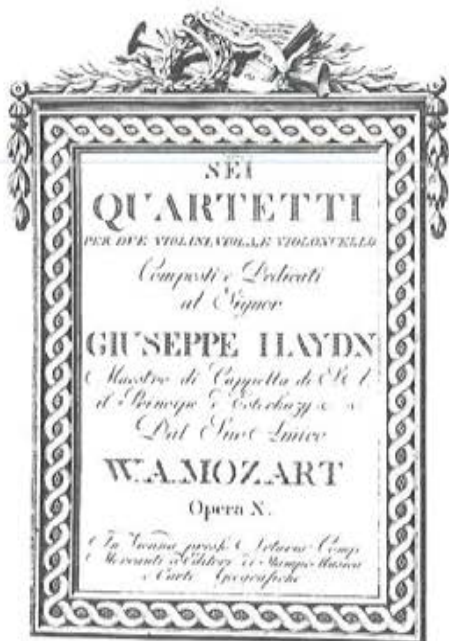 SEI
QUARTETTI
PER DUE VIOLINI, VIOLA, E VIOLONCELLO
Composti e Dedicati
al Signor
GIUSEPPE HAYDN
Maestro di Cappella di S. A.
il Principe d'Esterhazy &c &c
Dal Suo Amico
W. A. MOZART
Opera X.
In Vienna presso Artaria Comp.
Mercanti ed Editori di Stampe Musica
e Carte Geografiche